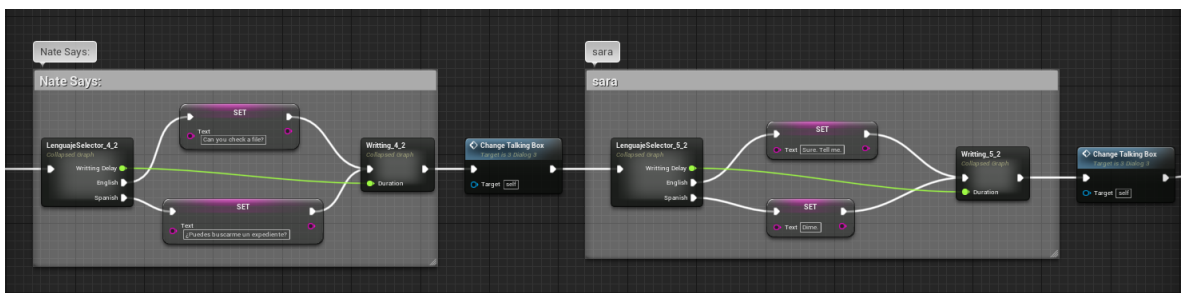 Nate Says:
Nate Says:
LenguajeSelector_4_2
Collapsed Graph
Writting Delay
English
Spanish
SET
Text Can you check a file?
SET
Text
¿Puedes buscarme un expediente?
Writting_4_2
Collapsed Graph
Duration
Change Talking Box
Target is S Dialog 3
Target self
sara
sara
LenguajeSelector_5_2
Collapsed Graph
Writting Delay
English
Spanish
SET
Text Sure. Tell me.
SET
Text Dime.
Writting_5_2
Collapsed Graph
Duration
Change Talking Box
Target is S Dialog 3
Target self